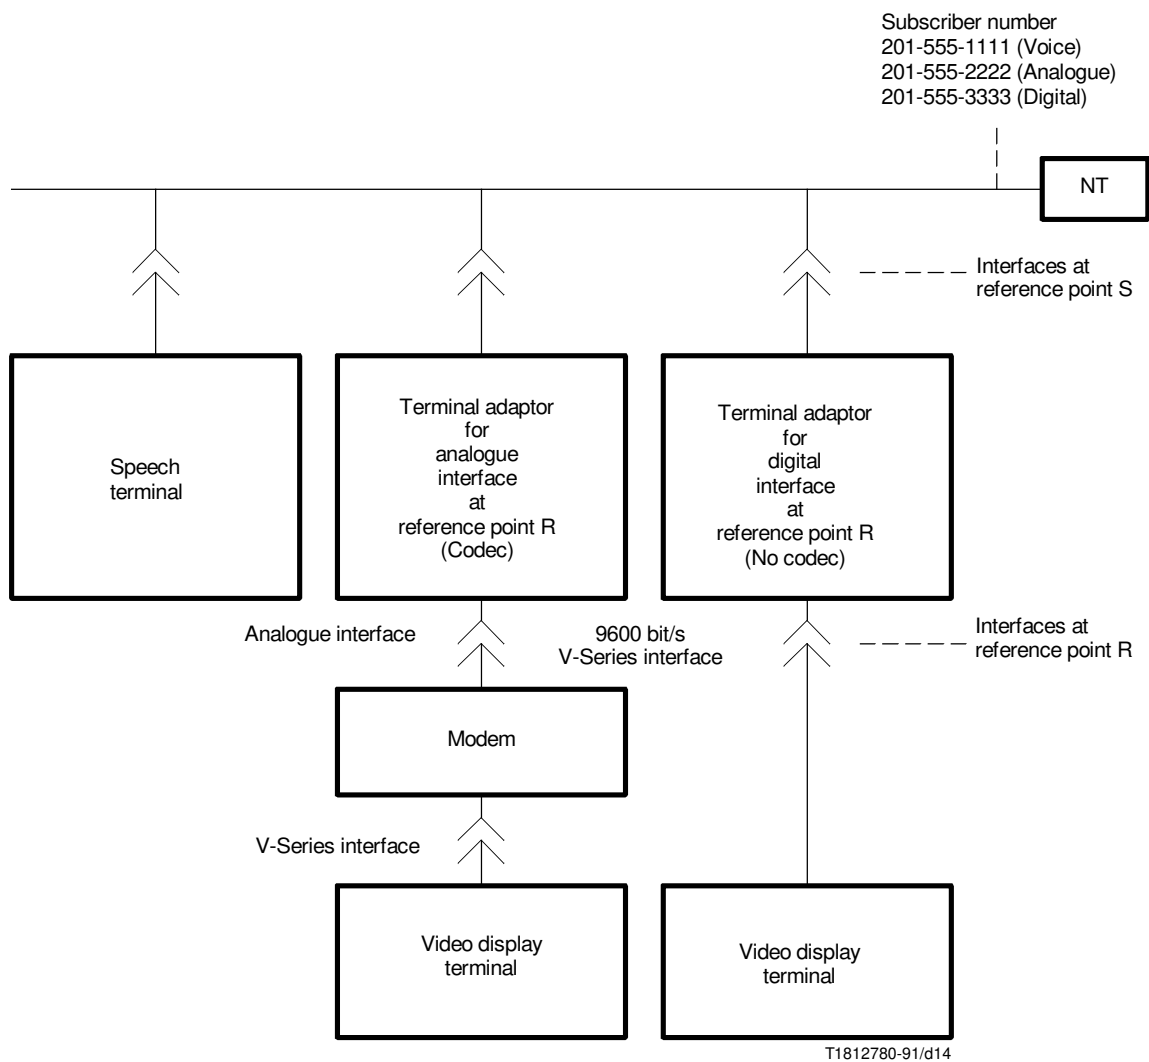 Subscriber number
201-555-1111 (Voice)
201-555-2222 (Analogue)
201-555-3333 (Digital)
NT
Interfaces at
reference point S
Speech
terminal
Terminal adaptor
for
analogue
interface
at
reference point R
(Codec)
Terminal adaptor
for
digital
interface
at
reference point R
(No codec)
Analogue interface
9600 bit/s
V-Series interface
Interfaces at
reference point R
Modem
V-Series interface
Video display
terminal
Video display
terminal
T1812780-91/d14